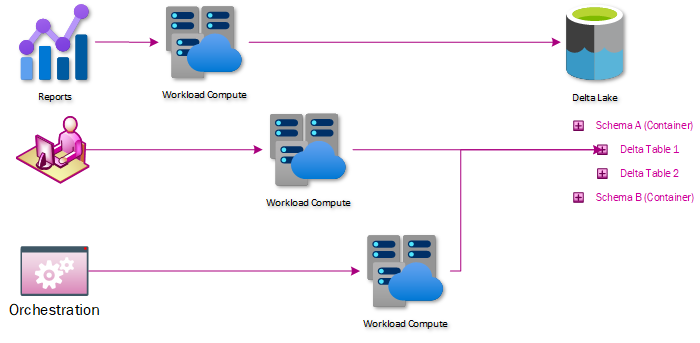 Reports
Workload Compute
Delta Lake
Schema A (Container)
Delta Table 1
Delta Table 2
Schema B (Container)
Workload Compute
Orchestration
Workload Compute